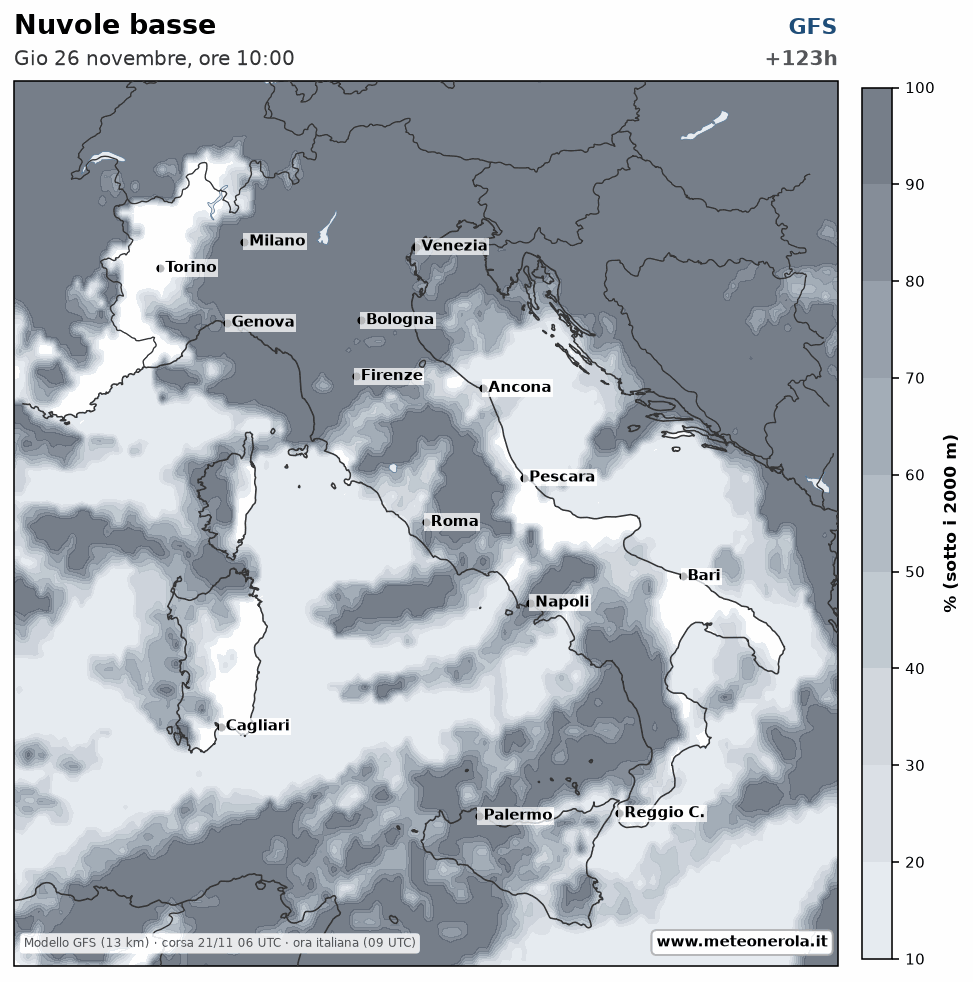 Nuvole basse
GFS
Gio 26 novembre, ore 10:00
+123h
100
90
80
70
60
50
40
30
20
10
% (sotto i 2000 m)
Milano
Venezia
Torino
Genova
Bologna
Firenze
Ancona
Pescara
Roma
Bari
Napoli
Cagliari
Palermo
Reggio C.
Modello GFS (13 km) · corsa 21/11 06 UTC · ora italiana (09 UTC)
www.meteonerola.it